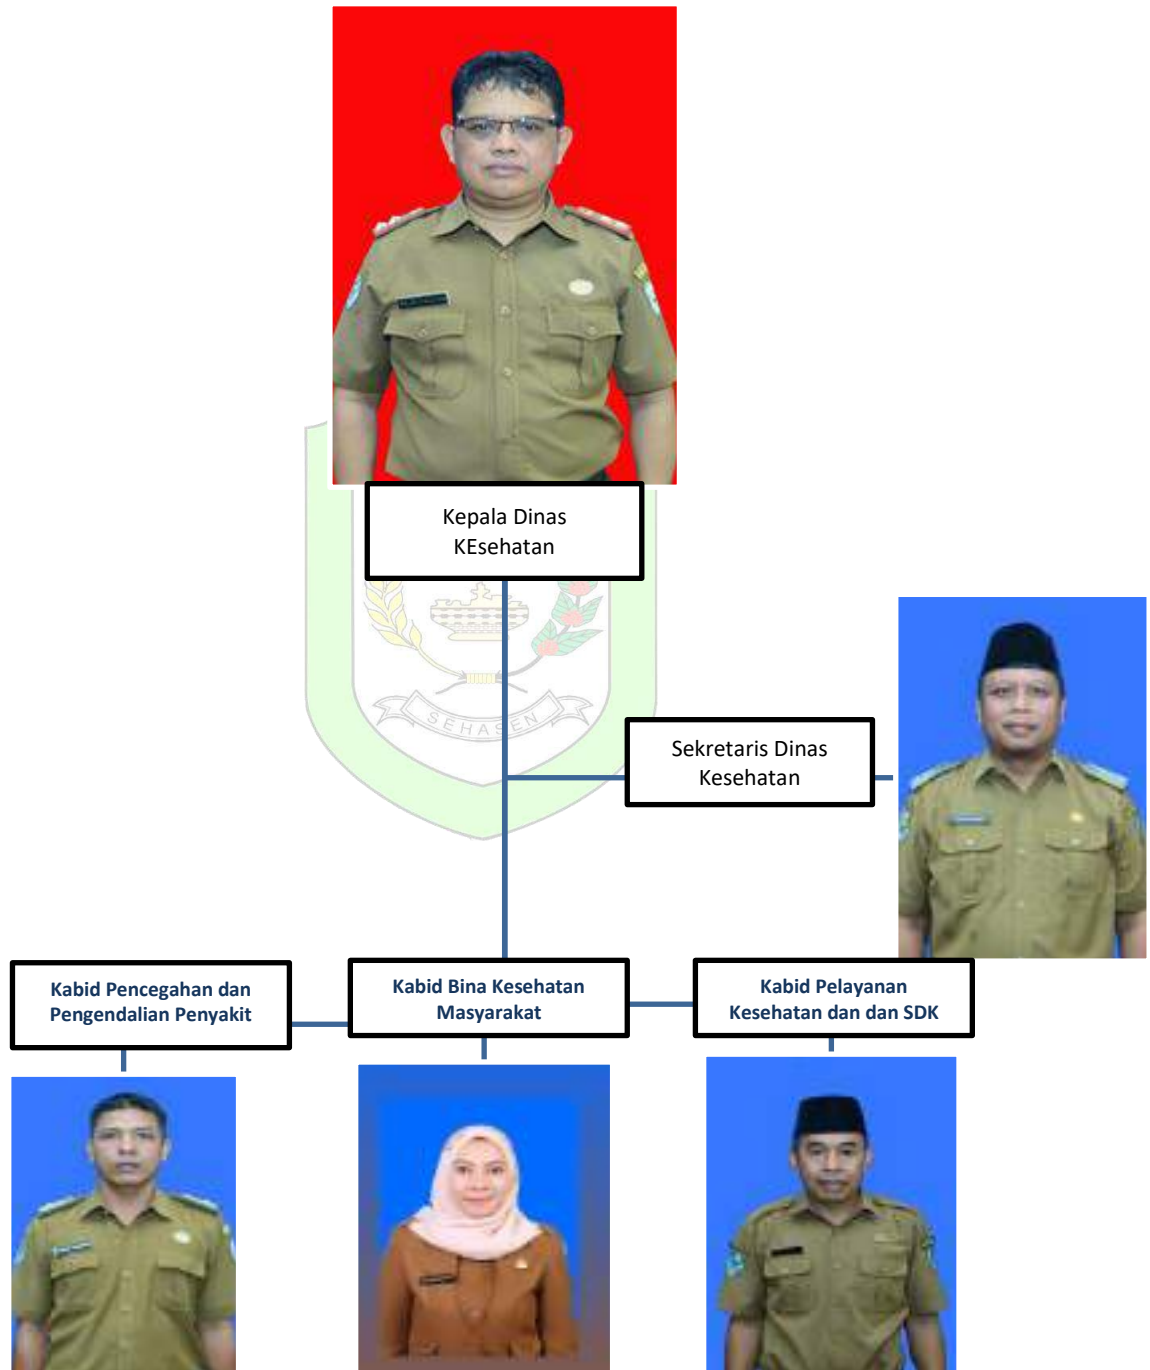 Kepala Dinas
KEsehatan
SEHASEN
Sekretaris Dinas
Kesehatan
Kabid Pencegahan dan
Pengendalian Penyakit
Kabid Bina Kesehatan
Masyarakat
Kabid Pelayanan
Kesehatan dan dan SDK